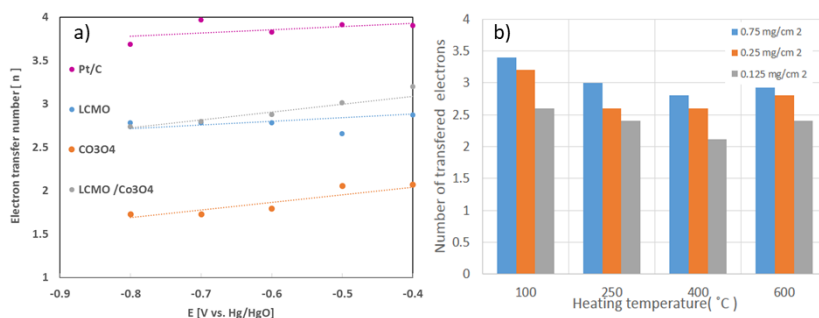 a)
Electron transfer number [ n ]
4
3.5
3
2.5
2
1.5
1
Pt/C
LCMO
CO3O4
LCMO /Co3O4
-0.9
-0.8
-0.7
-0.6
-0.5
-0.4
E [V vs. Hg/HgO]
b)
Number of transfered electrons
4
3.5
3
2.5
2
1.5
1
0.5
0
0.75 mg/cm 2
0.25 mg/cm 2
0.125 mg/cm 2
100
250
400
600
Heating temperature( ˚C )